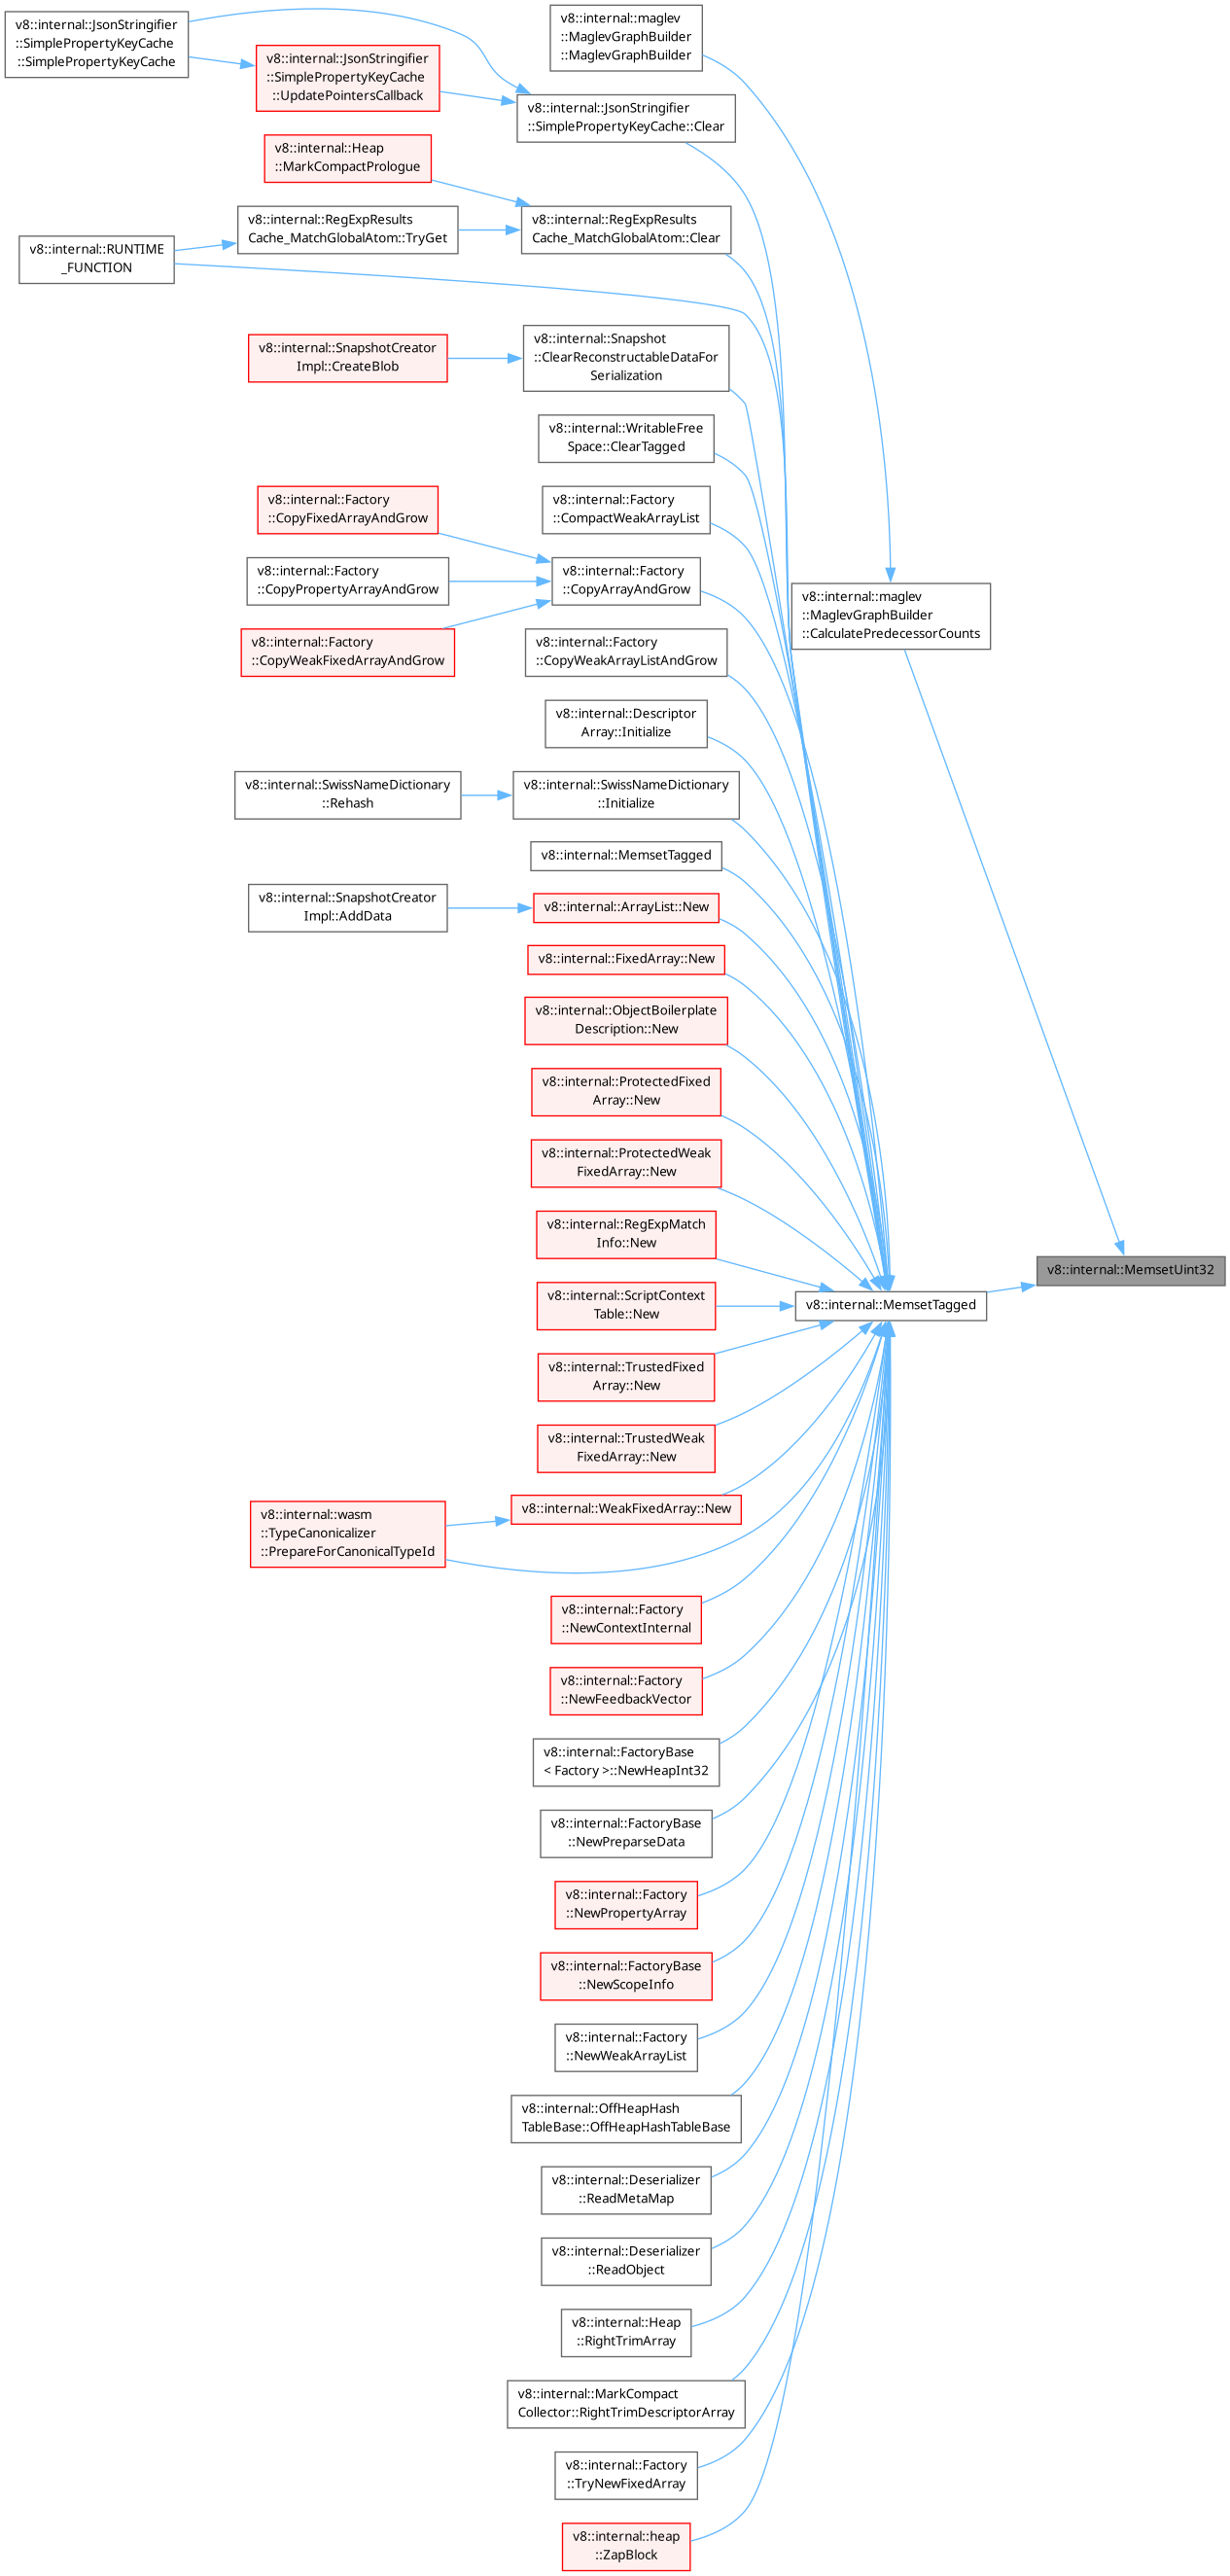 v8::internal::JsonStringifier
::SimplePropertyKeyCache
::SimplePropertyKeyCache
v8::internal::maglev
::MaglevGraphBuilder
::MaglevGraphBuilder
v8::internal::JsonStringifier
::SimplePropertyKeyCache
::UpdatePointersCallback
v8::internal::JsonStringifier
::SimplePropertyKeyCache::Clear
v8::internal::Heap
::MarkCompactPrologue
v8::internal::RegExpResults
Cache_MatchGlobalAtom::TryGet
v8::internal::RegExpResults
Cache_MatchGlobalAtom::Clear
v8::internal::RUNTIME
_FUNCTION
v8::internal::SnapshotCreator
Impl::CreateBlob
v8::internal::Snapshot
::ClearReconstructableDataFor
Serialization
v8::internal::WritableFree
Space::ClearTagged
v8::internal::Factory
::CopyFixedArrayAndGrow
v8::internal::Factory
::CompactWeakArrayList
v8::internal::Factory
::CopyPropertyArrayAndGrow
v8::internal::Factory
::CopyArrayAndGrow
v8::internal::maglev
::MaglevGraphBuilder
::CalculatePredecessorCounts
v8::internal::Factory
::CopyWeakFixedArrayAndGrow
v8::internal::Factory
::CopyWeakArrayListAndGrow
v8::internal::Descriptor
Array::Initialize
v8::internal::SwissNameDictionary
::Rehash
v8::internal::SwissNameDictionary
::Initialize
v8::internal::MemsetTagged
v8::internal::SnapshotCreator
Impl::AddData
v8::internal::ArrayList::New
v8::internal::FixedArray::New
v8::internal::ObjectBoilerplate
Description::New
v8::internal::ProtectedFixed
Array::New
v8::internal::ProtectedWeak
FixedArray::New
v8::internal::RegExpMatch
Info::New
v8::internal::MemsetUint32
v8::internal::ScriptContext
Table::New
v8::internal::MemsetTagged
v8::internal::TrustedFixed
Array::New
v8::internal::TrustedWeak
FixedArray::New
v8::internal::WeakFixedArray::New
v8::internal::wasm
::TypeCanonicalizer
::PrepareForCanonicalTypeId
v8::internal::Factory
::NewContextInternal
v8::internal::Factory
::NewFeedbackVector
v8::internal::FactoryBase
< Factory >::NewHeapInt32
v8::internal::FactoryBase
::NewPreparseData
v8::internal::Factory
::NewPropertyArray
v8::internal::FactoryBase
::NewScopeInfo
v8::internal::Factory
::NewWeakArrayList
v8::internal::OffHeapHash
TableBase::OffHeapHashTableBase
v8::internal::Deserializer
::ReadMetaMap
v8::internal::Deserializer
::ReadObject
v8::internal::Heap
::RightTrimArray
v8::internal::MarkCompact
Collector::RightTrimDescriptorArray
v8::internal::Factory
::TryNewFixedArray
v8::internal::heap
::ZapBlock